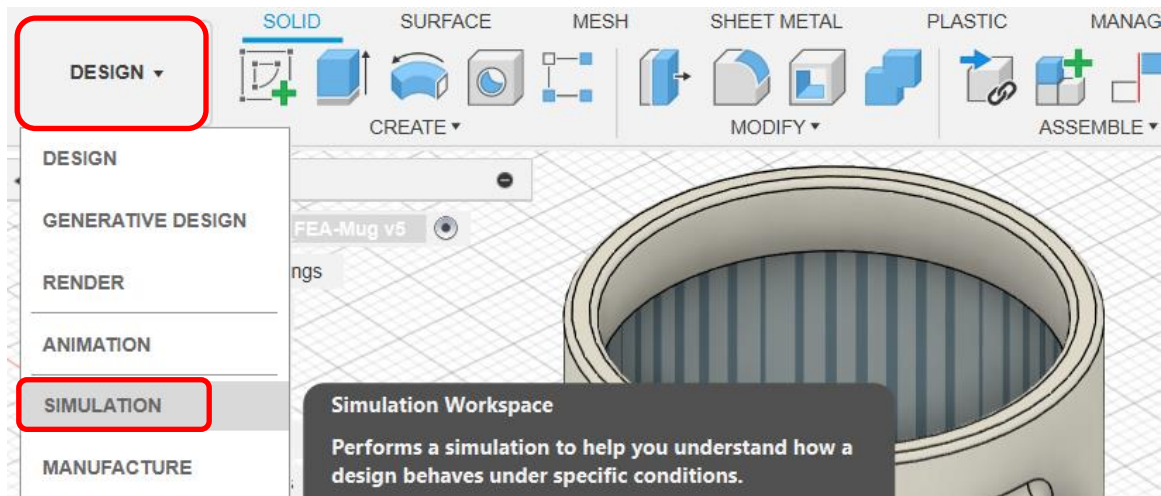 SOLID SURFACE MESH SHEET METAL PLASTIC MANAG
DESIGN ▾
CREATE ▾ MODIFY ▾ ASSEMBLE ▾
DESIGN
GENERATIVE DESIGN
FEA-Mug v5
ngs
RENDER
ANIMATION
SIMULATION
MANUFACTURE
Simulation Workspace
Performs a simulation to help you understand how a
design behaves under specific conditions.